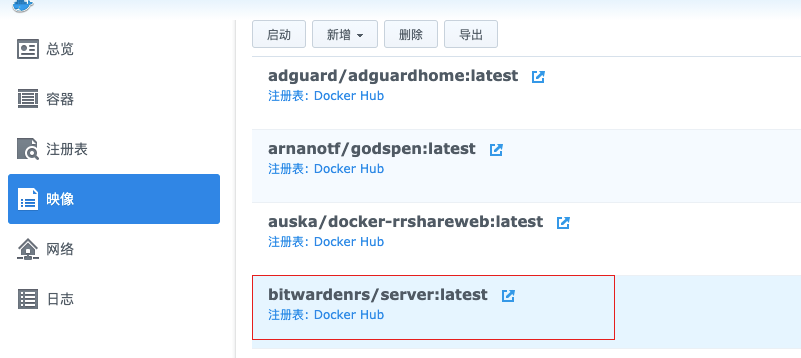 启动 新增 删除 导出
总览
容器
注册表
映像
网络
日志
adguard/adguardhome:latest
注册表: Docker Hub
arnanotf/godspen:latest
注册表: Docker Hub
auska/docker-rrshareweb:latest
注册表: Docker Hub
bitwardenrs/server:latest
注册表: Docker Hub